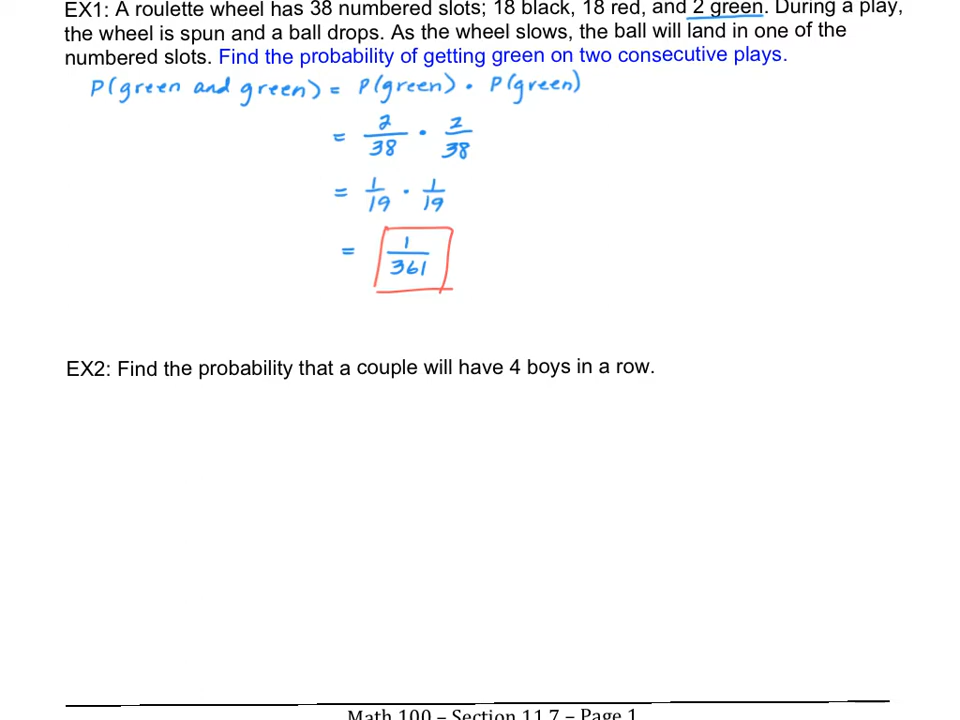 EX1: A roulette wheel has 38 numbered slots; 18 black, 18 red, and 2 green. During a play,
the wheel is spun and a ball drops. As the wheel slows, the ball will land in one of the
numbered slots. Find the probability of getting green on two consecutive plays.
P(green and green) = P(green) · P(green)
= 2/38 · 2/38
= 1/19 · 1/19
= 1/361
EX2: Find the probability that a couple will have 4 boys in a row.
Math 100 – Section 11.7 – Page 1